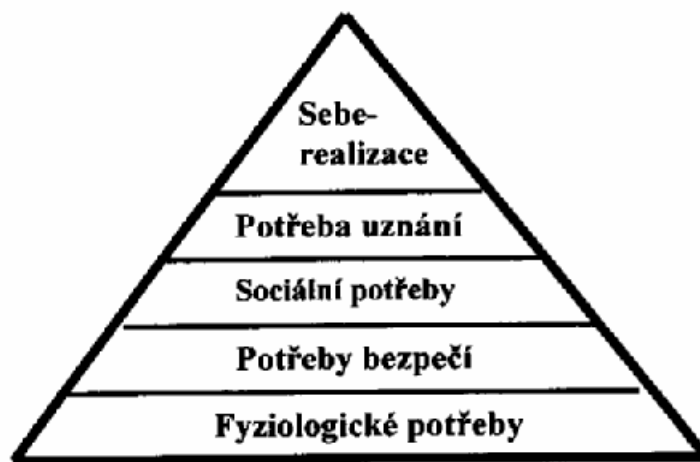 Sebe-
realizace
Potřeba uznání
Sociální potřeby
Potřeby bezpečí
Fyziologické potřeby